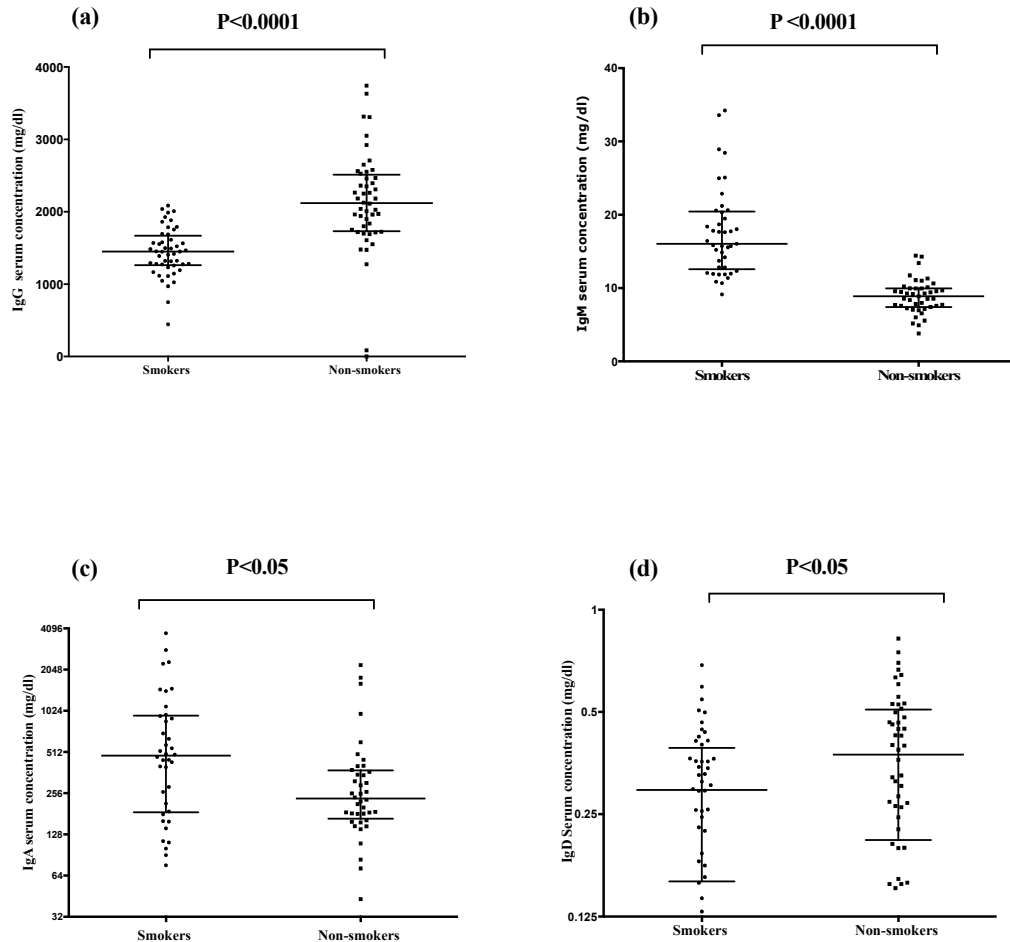 (a)
P<0.0001
IgG serum concentration (mg/dl)
4000
3000
2000
1000
0
Smokers
Non-smokers
(b)
P <0.0001
IgM serum concentration (mg/dl)
40
30
20
10
0
Smokers
Non-smokers
(c)
P<0.05
IgA serum concentration (mg/dl)
4096
2048
1024
512
256
128
64
32
Smokers
Non-smokers
(d)
P<0.05
IgD Serum concentration (mg/dl)
1
0.5
0.25
0.125
Smokers
Non-smokers